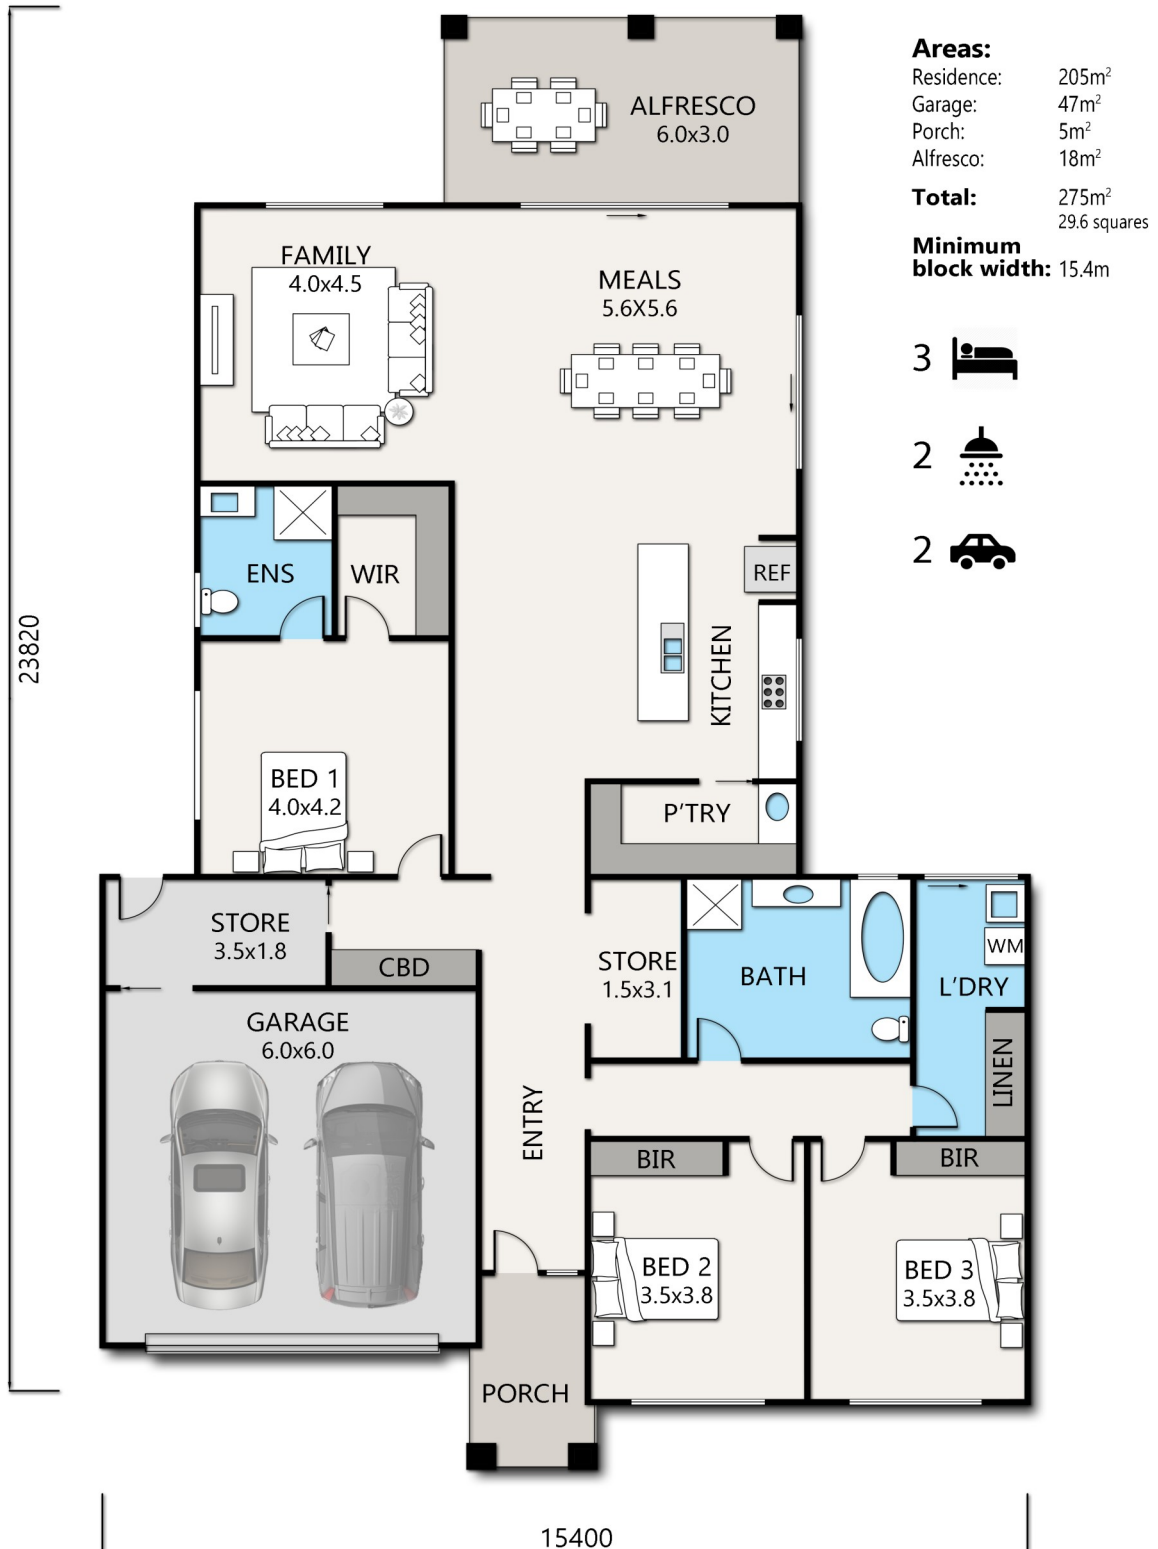 ALFRESCO
6.0x3.0
Areas:
Residence: 205m²
Garage: 47m²
Porch: 5m²
Alfresco: 18m²
Total: 275m²
29.6 squares
Minimum
block width: 15.4m
3
2
2
FAMILY
4.0x4.5
MEALS
5.6X5.6
ENS
WIR
REF
KITCHEN
23820
BED 1
4.0x4.2
P'TRY
STORE
3.5x1.8
CBD
STORE
1.5x3.1
BATH
WM
L'DRY
LINEN
GARAGE
6.0x6.0
ENTRY
BIR
BIR
BED 2
3.5x3.8
BED 3
3.5x3.8
PORCH
15400